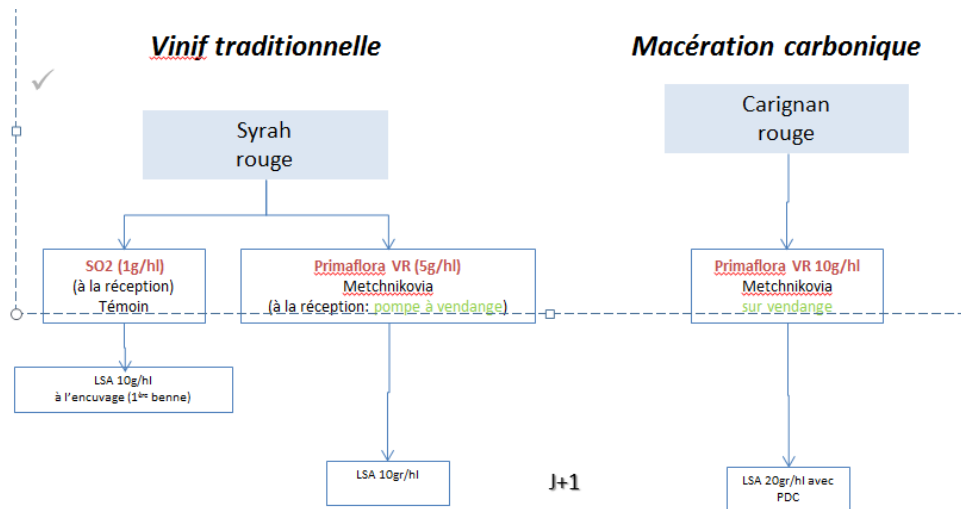 Vinif traditionnelle
Macération carbonique
Syrah
rouge
Carignan
rouge
SO2 (1g/hl)
(à la réception)
Témoin
Primaflora VR (5g/hl)
Metchnikovia
(à la réception: pompe à vendange)
Primaflora VR 10g/hl
Metchnikovia
sur vendange
LSA 10g/hl
à l'encuvage (1ère benne)
LSA 10gr/hl
J+1
LSA 20gr/hl avec
PDC